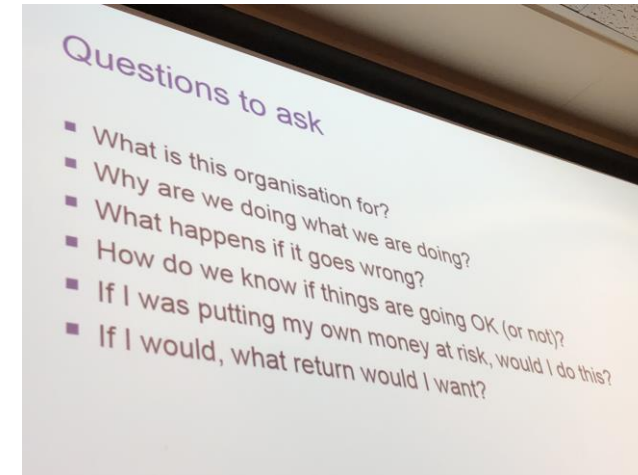 Questions to ask
▪ What is this organisation for?
▪ Why are we doing what we are doing?
▪ What happens if it goes wrong?
▪ How do we know if things are going OK (or not)?
▪ If I was putting my own money at risk, would I do this?
▪ If I would, what return would I want?